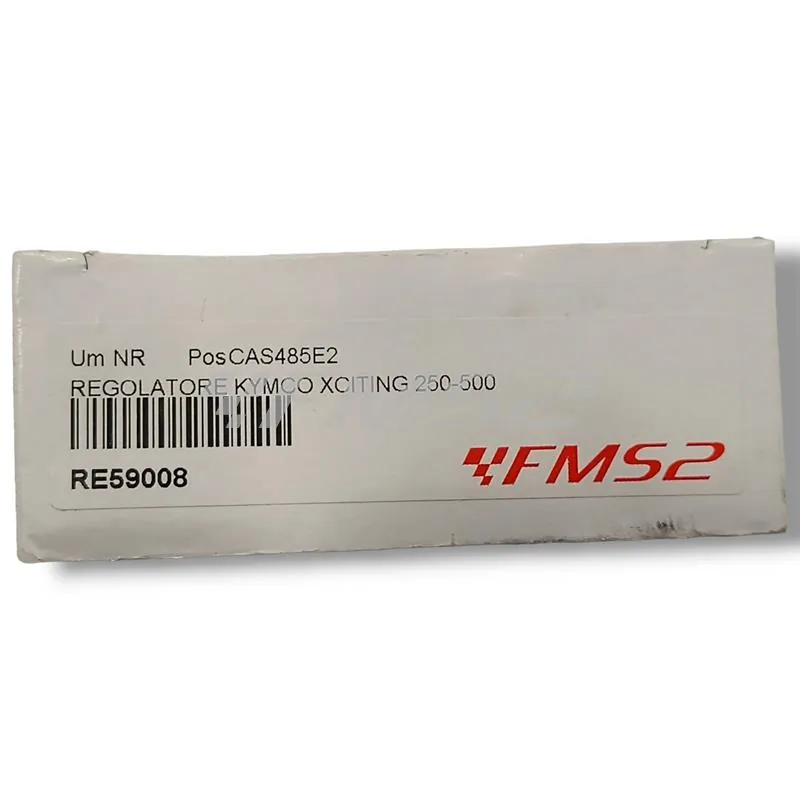 Um NR PosCAS485E2
REGOLATORE KYMCO XCITING 250-500
RE59008
FMS2